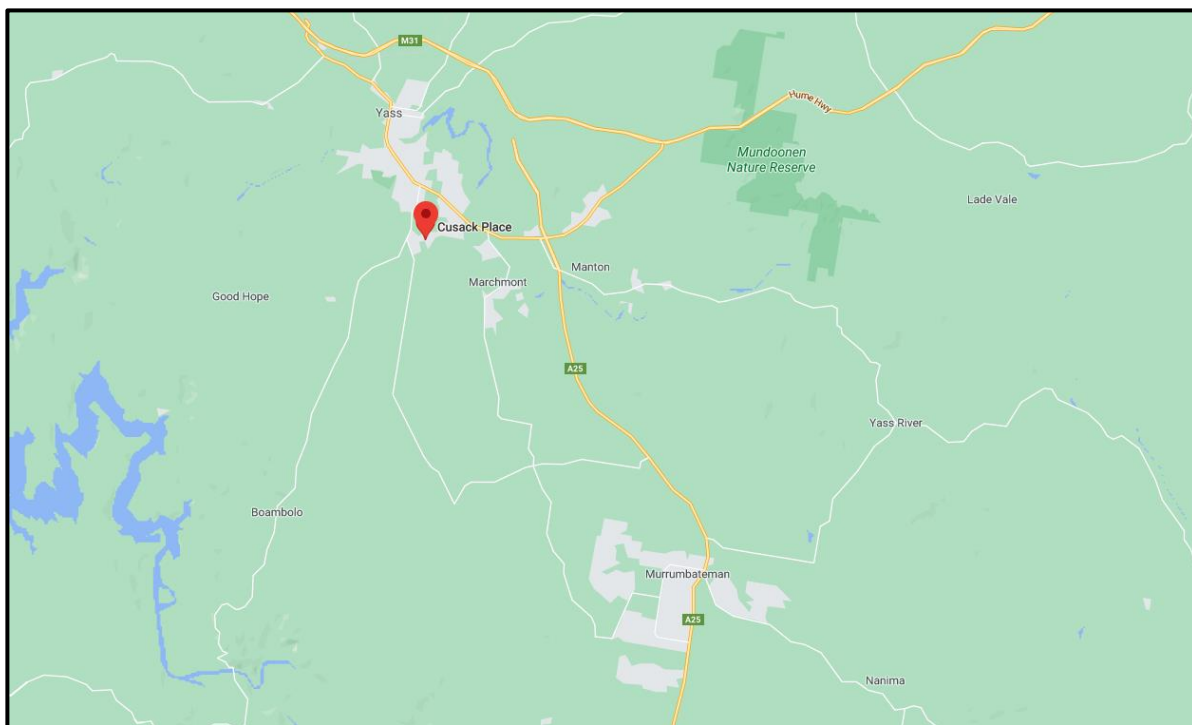 M31
Yass
Hume Hwy
Mundoonen
Nature Reserve
Lade Vale
Cusack Place
Manton
Marchmont
Good Hope
A25
Yass River
Boambolo
Murrumbateman
A25
Nanima